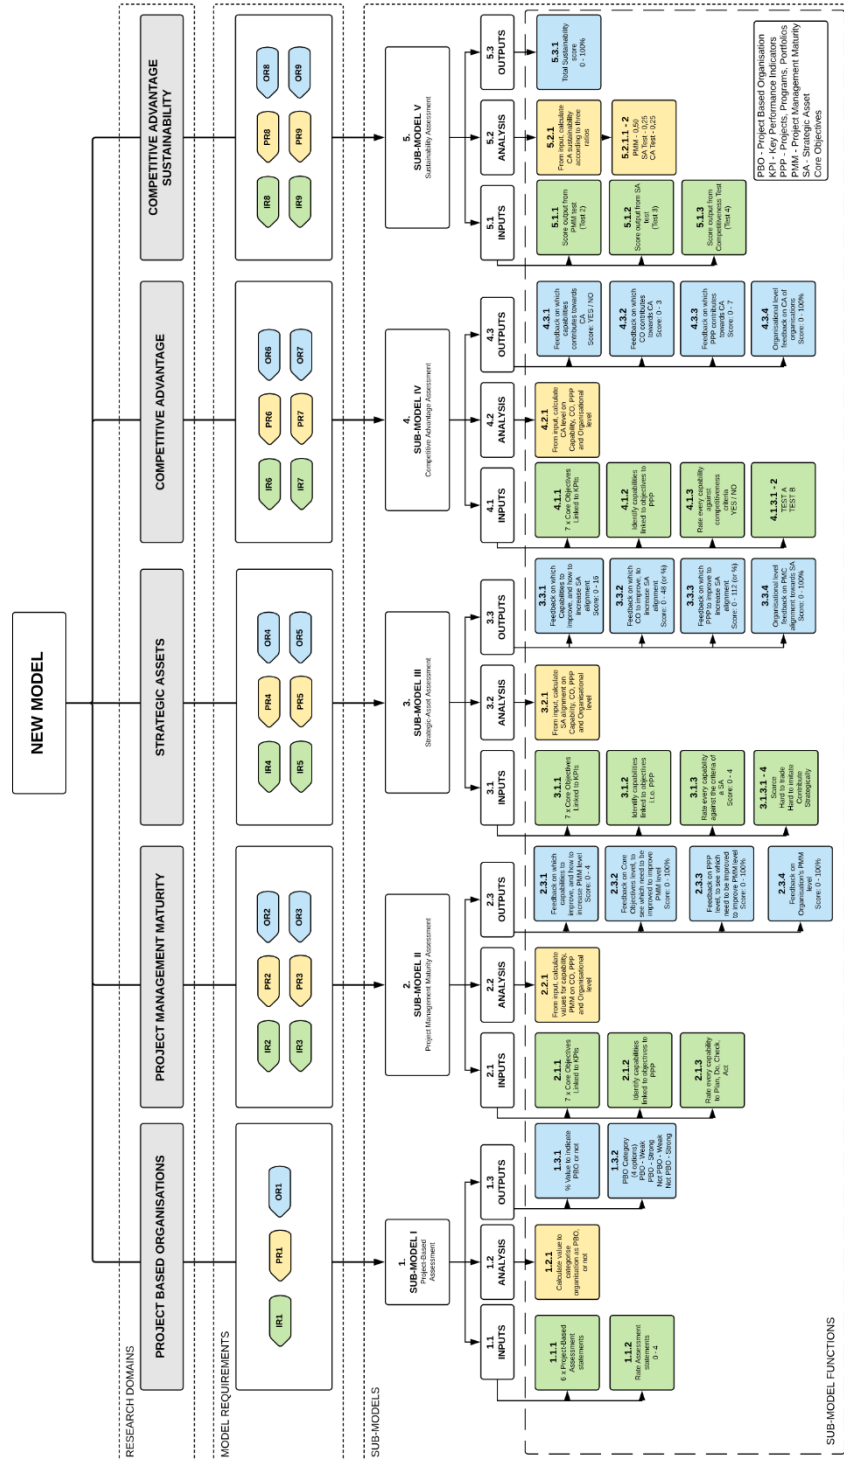 NEW MODEL
RESEARCH DOMAINS
PROJECT BASED ORGANISATIONS
PROJECT MANAGEMENT MATURITY
STRATEGIC ASSETS
COMPETITIVE ADVANTAGE
COMPETITIVE ADVANTAGE
SUSTAINABILITY
MODEL REQUIREMENTS
IR1
PR1
OR1
IR2
PR2
OR2
IR3
PR3
OR3
IR4
PR4
OR4
IR5
PR5
OR5
IR6
PR6
OR6
IR7
PR7
OR7
IR8
PR8
OR8
IR9
PR9
OR9
SUB-MODELS
1.
SUB-MODEL I
Project-Based
Assessment
2.
SUB-MODEL II
Project Management Maturity Assessment
3.
SUB-MODEL III
Strategic-Asset Assessment
4.
SUB-MODEL IV
Competitive Advantage Assessment
5.
SUB-MODEL V
Sustainability Assessment
1.1
INPUTS
1.2
ANALYSIS
1.3
OUTPUTS
2.1
INPUTS
2.2
ANALYSIS
2.3
OUTPUTS
3.1
INPUTS
3.2
ANALYSIS
3.3
OUTPUTS
4.1
INPUTS
4.2
ANALYSIS
4.3
OUTPUTS
5.1
INPUTS
5.2
ANALYSIS
5.3
OUTPUTS
1.1.1
6 x Project-Based
Assessment
statements
1.1.2
Rate Assessment
statements
0 - 4
1.2.1
Calculate value to
categorise
organisation as PBO,
or not
1.3.1
% Value to indicate
PBO or not
1.3.2
PBO Category
(4 options)
PBO - Weak
PBO - Strong
Not PBO - Weak
Not PBO - Strong
2.1.1
7 x Core Objectives
Linked to KPIs
2.1.2
Identify capabilities
linked to objectives to
PPP
2.1.3
Rate every capability
to Plan, Do, Check,
Act
2.2.1
From input, calculate
values for capability,
PMM on CO, PPP
and Organisational
level
2.3.1
Feedback on which
capabilities to
improve, and how to
increase PMM level
Score: 0 - 4
2.3.2
Feedback on Core
Objectives level, to
see which need to be
improved to improve
PMM level
Score: 0 - 100%
2.3.3
Feedback on PPP
level, to see which
need to be improved
to improve PMM level
Score: 0 - 100%
2.3.4
Feedback on
Organisation's PMM
level
Score: 0 - 100%
3.1.1
7 x Core Objectives
Linked to KPIs
3.1.2
Identify capabilities
linked to objectives
i.t.o. PPP
3.1.3
Rate every capability
against the criteria of
a SA
Score: 0 - 4
3.1.3.1 - 4
Scarce
Hard to trade
Hard to imitate
Contribute
Strategically
3.2.1
From input, calculate
SA alignment on
Capability, CO, PPP
and Organisational
level
3.3.1
Feedback on which
Capabilities to
improve, and how to
increase SA
alignment
Score: 0 - 16
3.3.2
Feedback on which
CO to improve, to
increase SA
alignment
Score: 0 - 48 (or %)
3.3.3
Feedback on which
PPP to improve to
increase SA
alignment
Score: 0 - 112 (or %)
3.3.4
Organisational level
feedback on PMC
alignment towards SA
Score: 0 - 100%
4.1.1
7 x Core Objectives
Linked to KPIs
4.1.2
Identify capabilities
linked to objectives to
PPP
4.1.3
Rate every capability
against
competitiveness
criteria
YES / NO
4.1.3.1 - 2
TEST A
TEST B
4.2.1
From input, calculate
CA level on
Capability, CO, PPP
and Organisational
level
4.3.1
Feedback on which
capabilities
contributes towards
CA
Score: YES / NO
4.3.2
Feedback on which
CO contributes
towards CA
Score: 0 - 3
4.3.3
Feedback on which
PPP contributes
towards CA
Score: 0 - 7
4.3.4
Organisational level
feedback on CA of
organisations
Score: 0 - 100%
5.1.1
Score output from
PMM test
(Test 2)
5.1.2
Score output from SA
test
(Test 3)
5.1.3
Score output from
Competitiveness Test
(Test 4)
5.2.1
From input, calculate
CA sustainability
according to three
ratios
5.2.1.1 - 2
PMM - 0,50
SA Test - 0,25
CA Test - 0,25
5.3.1
Total Sustainability
score
0 - 100%
SUB-MODEL FUNCTIONS
PBO - Project Based Organisation
KPI - Key Performance Indicators
PPP - Projects, Programs, Portfolios
PMM - Project Management Maturity
SA - Strategic Asset
Core Objectives